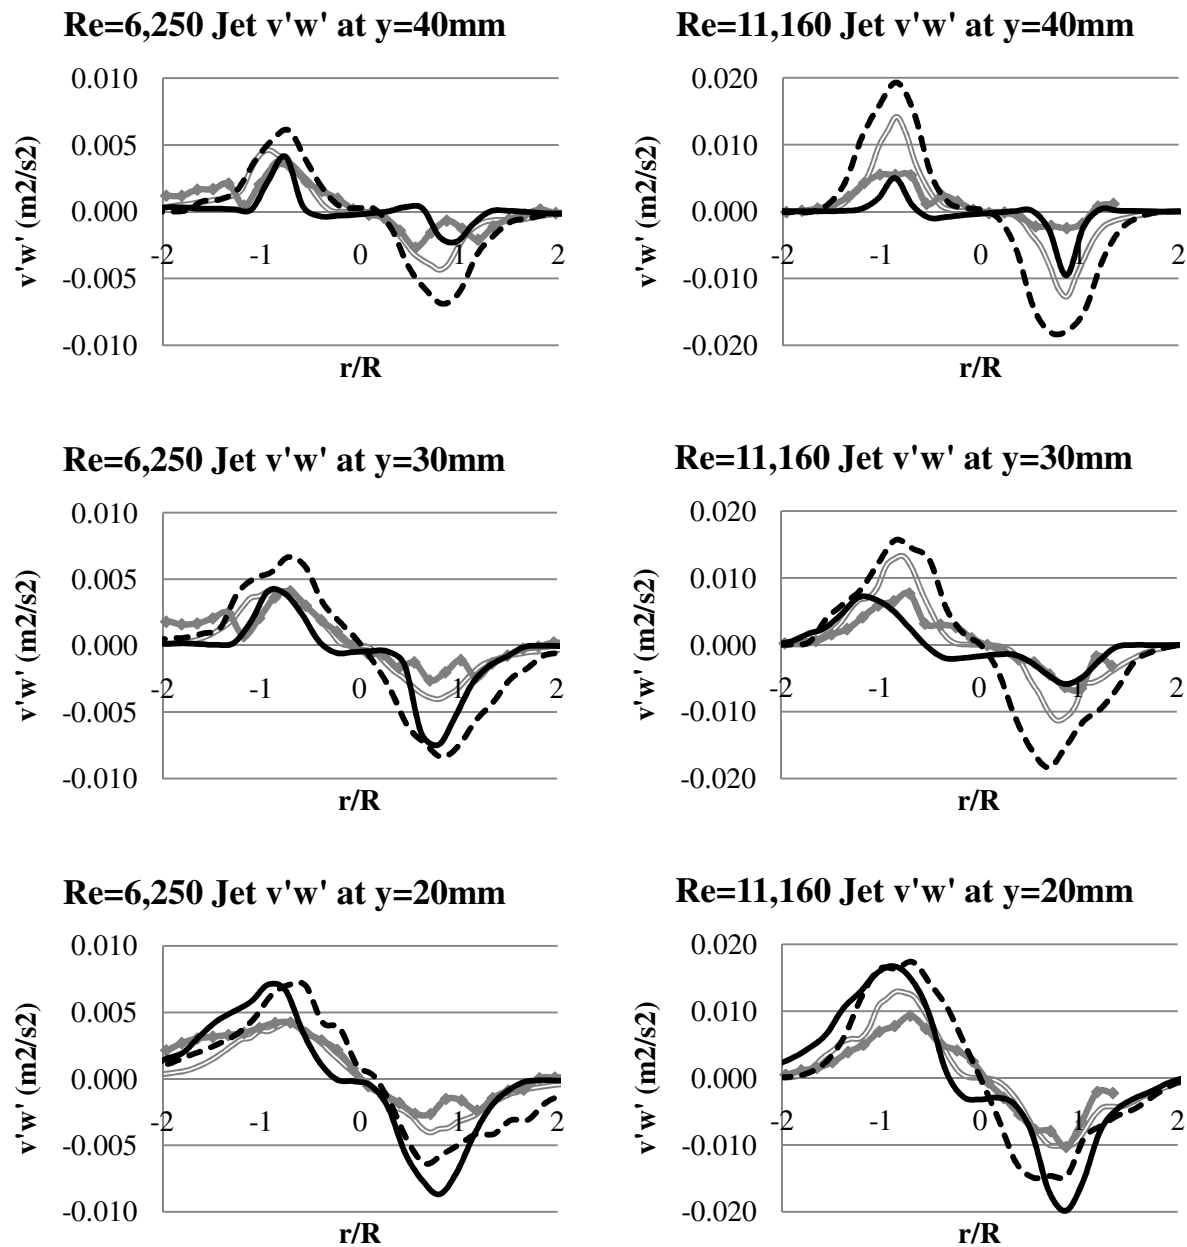 Re=6,250 Jet v'w' at y=40mm
0.010
0.005
0.000
-0.005
-0.010
-2 -1 0 1 2
v'w' (m2/s2)
r/R
Re=11,160 Jet v'w' at y=40mm
0.020
0.010
0.000
-0.010
-0.020
-2 -1 0 1 2
v'w' (m2/s2)
r/R
Re=6,250 Jet v'w' at y=30mm
0.010
0.005
0.000
-0.005
-0.010
-2 -1 0 1 2
v'w' (m2/s2)
r/R
Re=11,160 Jet v'w' at y=30mm
0.020
0.010
0.000
-0.010
-0.020
-2 -1 0 1 2
v'w' (m2/s2)
r/R
Re=6,250 Jet v'w' at y=20mm
0.010
0.005
0.000
-0.005
-0.010
-2 -1 0 1 2
v'w' (m2/s2)
r/R
Re=11,160 Jet v'w' at y=20mm
0.020
0.010
0.000
-0.010
-0.020
-2 -1 0 1 2
v'w' (m2/s2)
r/R